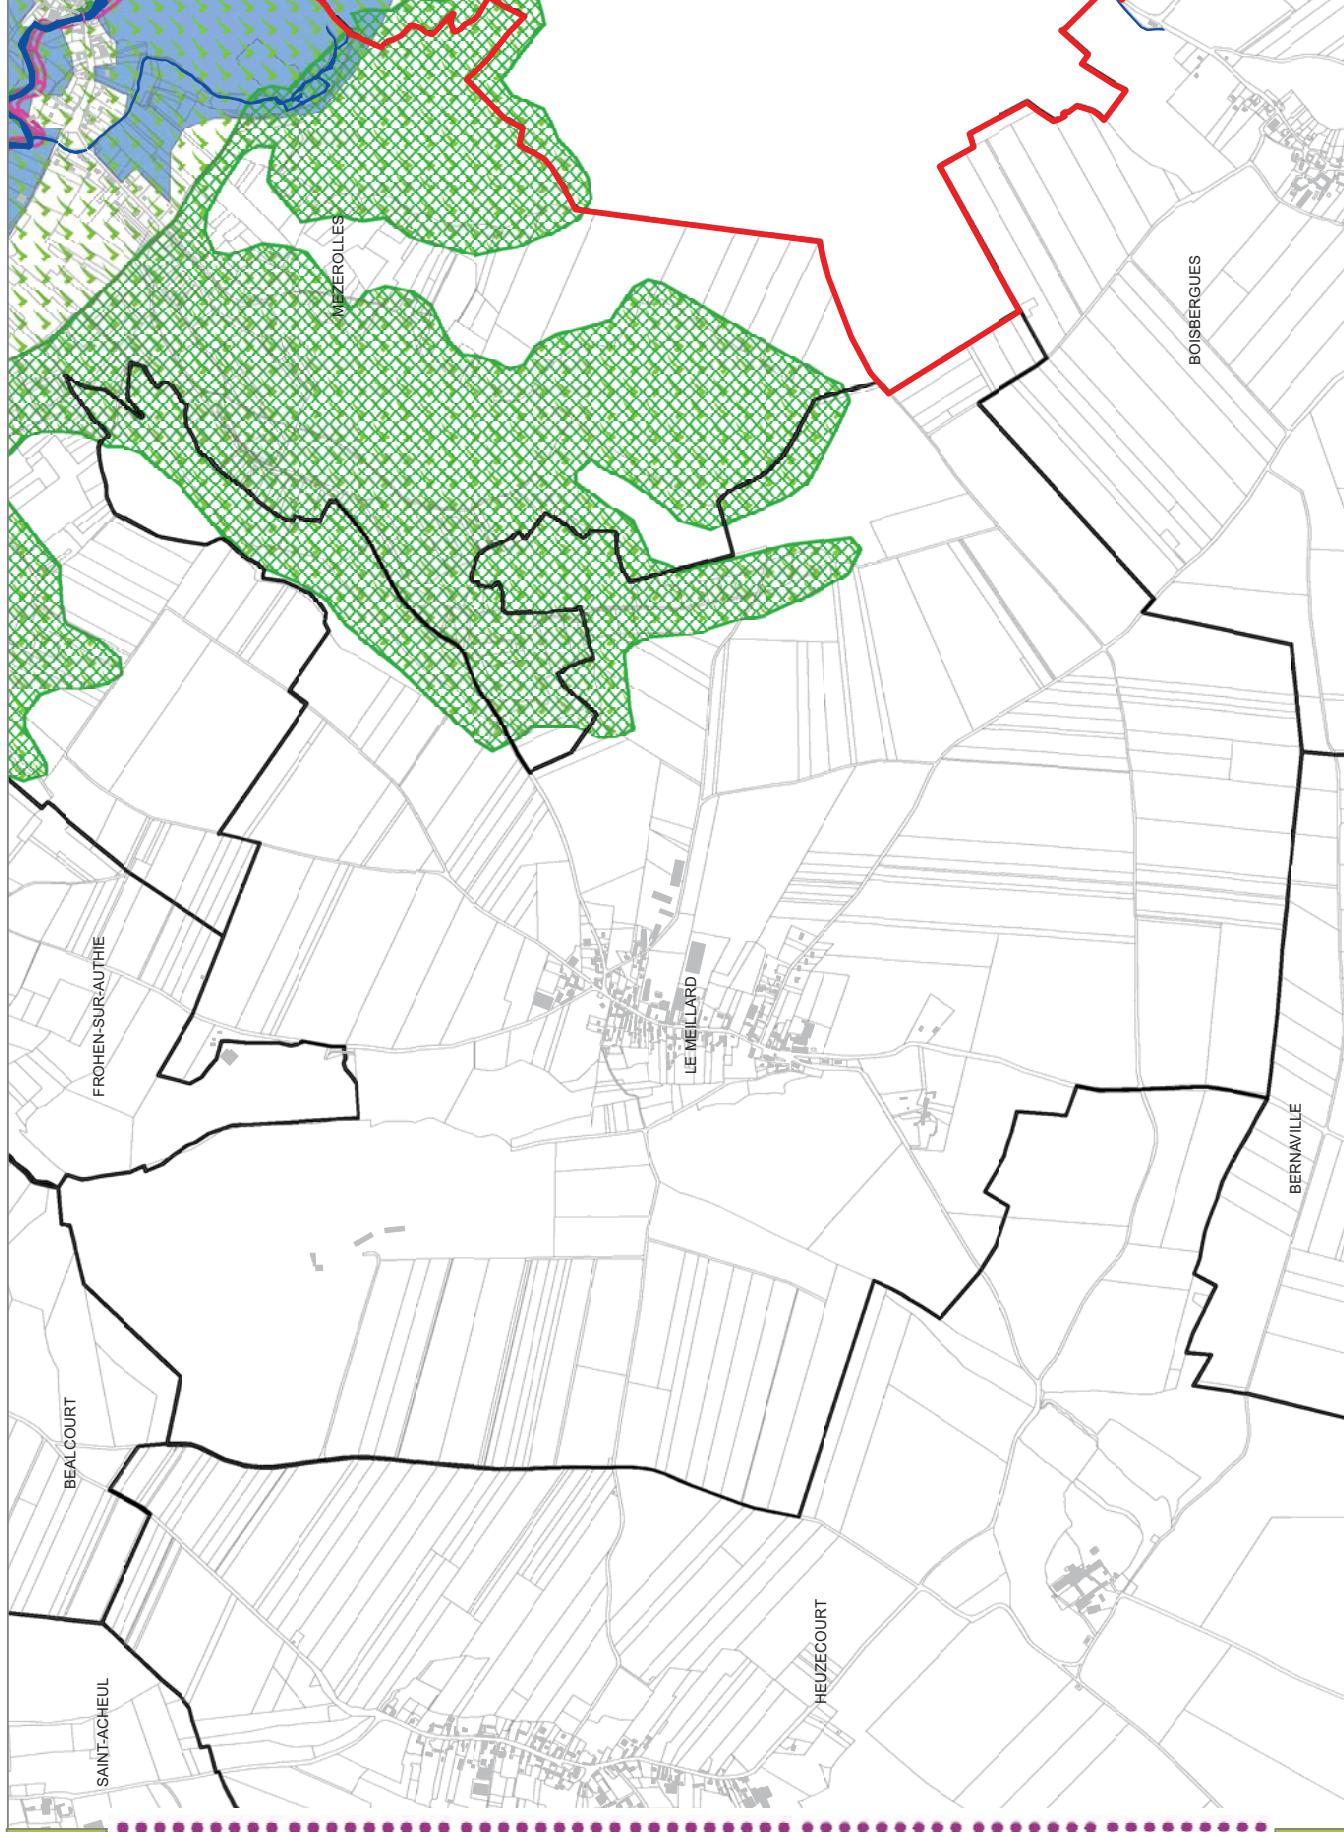 MEZEROLLES
BOISBERGUES
FROHEN-SUR-AUTHIE
LE MEILLARD
BERNAVILLE
BEALCOURT
HEUZECOURT
SAINT-ACHEUL